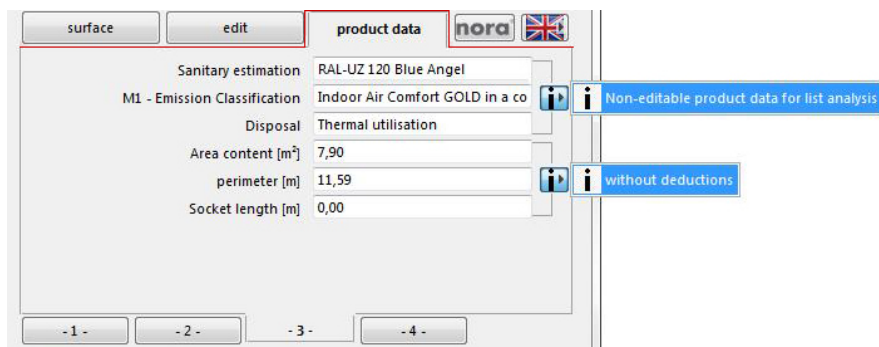 surface edit product data nora
Sanitary estimation RAL-UZ 120 Blue Angel
M1 - Emission Classification Indoor Air Comfort GOLD in a co i i Non-editable product data for list analysis
Disposal Thermal utilisation
Area content [m²] 7,90
perimeter [m] 11,59 i i without deductions
Socket length [m] 0,00
- 1 - - 2 - - 3 - - 4 -